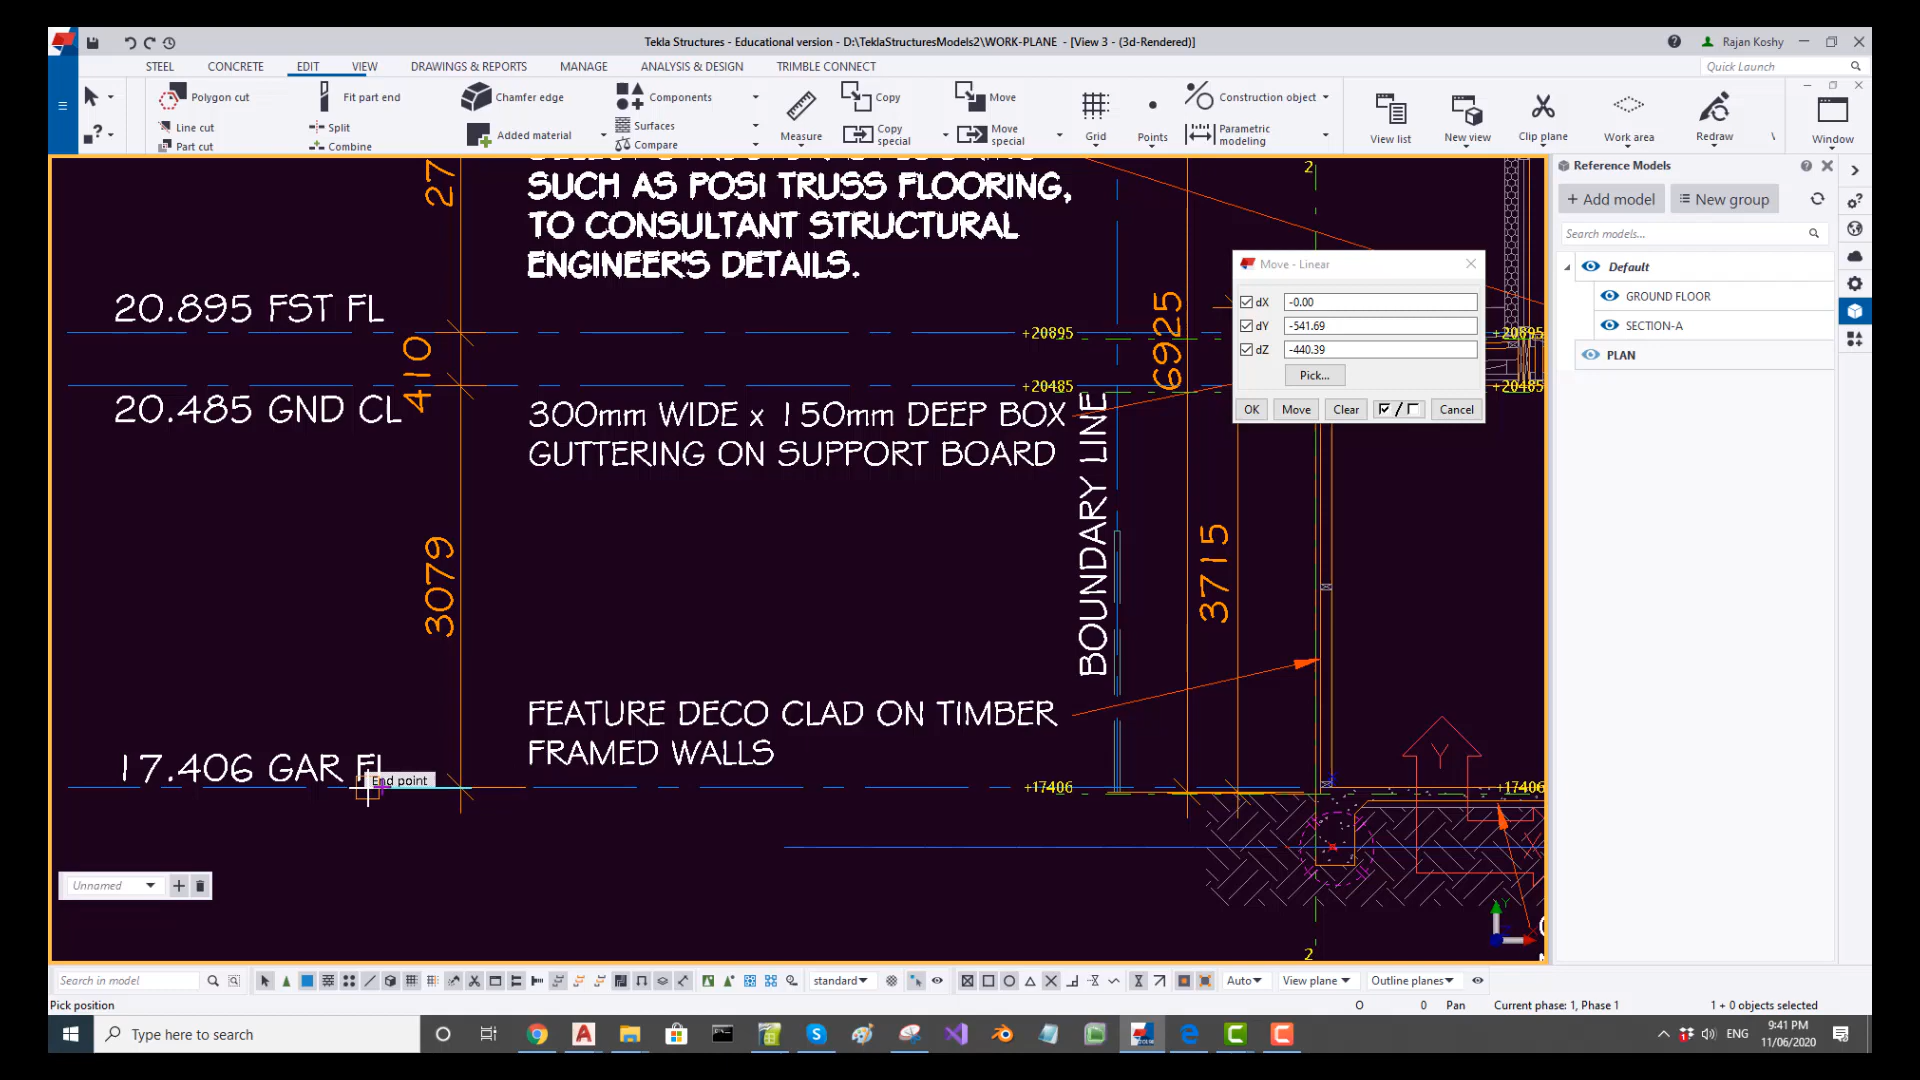 Tekla Structures - Educational version - D:\TeklaStructuresModels2\WORK-PLANE - [View 3 - (3d-Rendered)]
Rajan Koshy
STEEL CONCRETE EDIT VIEW DRAWINGS & REPORTS MANAGE ANALYSIS & DESIGN TRIMBLE CONNECT
Quick Launch
Polygon cut
Line cut
Part cut
Fit part end
Split
Combine
Chamfer edge
Added material
Components
Surfaces
Compare
Measure
Copy
Copy special
Move
Move special
Grid
Points
Construction object
Parametric modeling
View list
New view
Clip plane
Work area
Redraw
Window
SUCH AS POSI TRUSS FLOORING,
TO CONSULTANT STRUCTURAL
ENGINEER'S DETAILS.
27
20.895 FST FL
410
20.485 GND CL
300mm WIDE x 150mm DEEP BOX
GUTTERING ON SUPPORT BOARD
3079
FEATURE DECO CLAD ON TIMBER
FRAMED WALLS
17.406 GAR FL
End point
BOUNDARY LINE
6925
3715
+20895
+20485
+17406
+20895
+20485
+17406
2
2
Y
Move - Linear
dX -0.00
dY -541.69
dZ -440.39
Pick...
OK Move Clear / Cancel
Unnamed
Reference Models
+ Add model
New group
Search models...
Default
GROUND FLOOR
SECTION-A
PLAN
Search in model
standard
Auto
View plane
Outline planes
Pick position
O 0 Pan Current phase: 1, Phase 1 1 + 0 objects selected
Type here to search
ENG
9:41 PM
11/06/2020